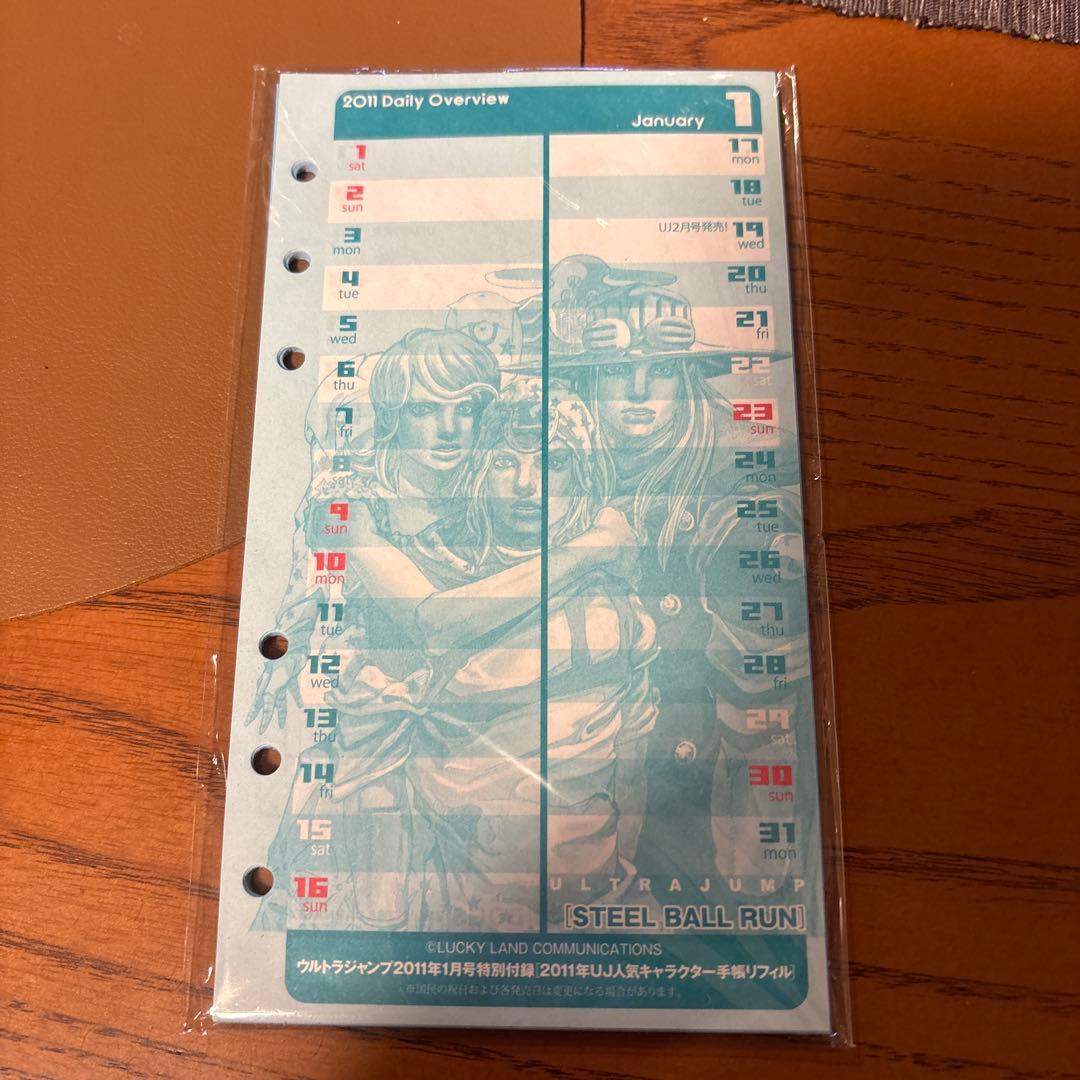 2011 Daily Overview
January 1
1
sat
2
sun
3
mon
4
tue
5
wed
6
thu
7
fri
8
sat
9
sun
10
mon
11
tue
12
wed
13
thu
14
fri
15
sat
16
sun
17
mon
18
tue
UJ2月号発売! 19
wed
20
thu
21
fri
22
sat
23
sun
24
mon
25
tue
26
wed
27
thu
28
fri
29
sat
30
sun
31
mon
ULTRAJUMP
[STEEL BALL RUN]
©LUCKY LAND COMMUNICATIONS
ウルトラジャンプ2011年1月号特別付録[2011年UJ人気キャラクター手帳リフィル]
※国民の祝日および各発売日は変更になる場合があります。